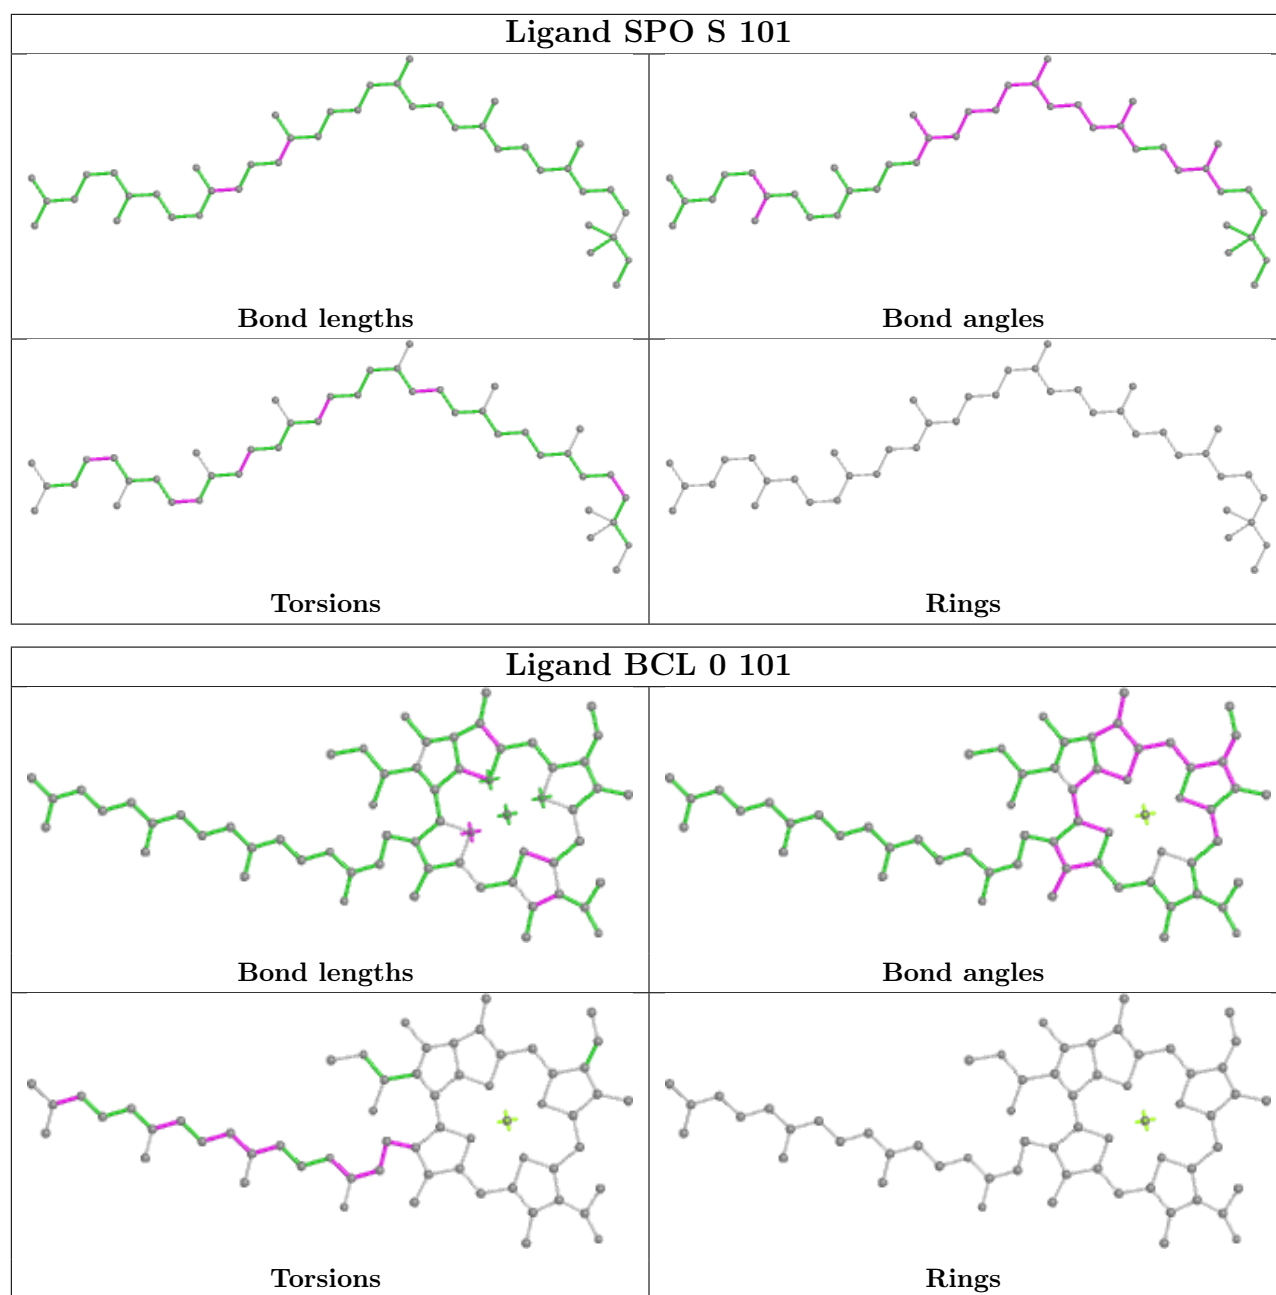 Ligand SPO S 101
Bond lengths
Bond angles
Torsions
Rings
Ligand BCL 0 101
Bond lengths
Bond angles
Torsions
Rings